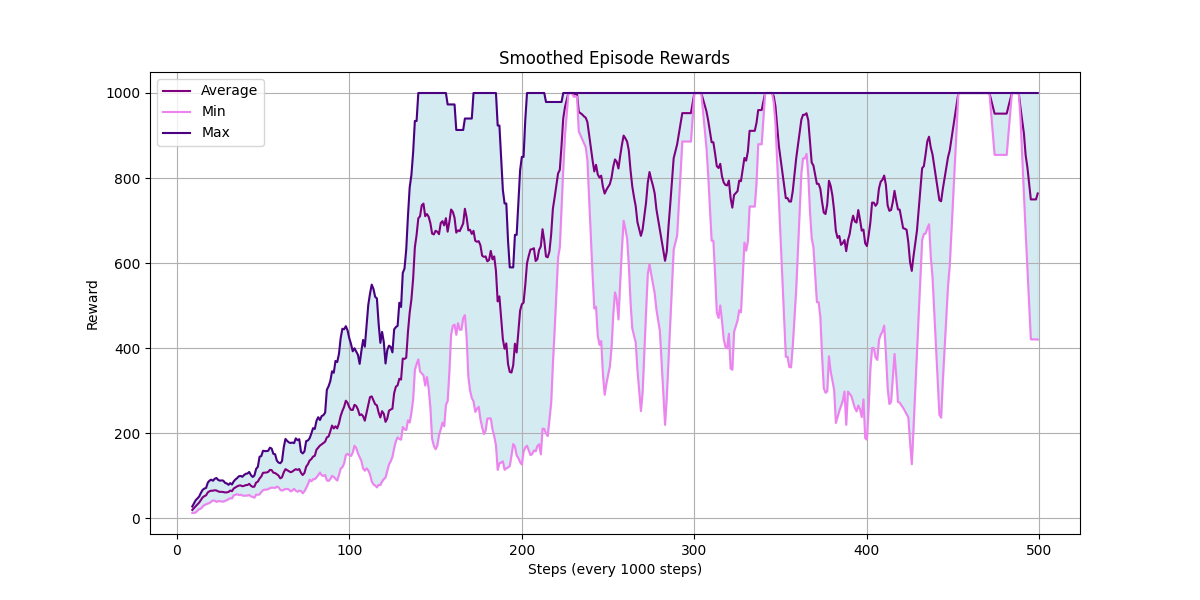 Smoothed Episode Rewards
Average
Min
Max
1000
800
600
400
200
0
Reward
0 100 200 300 400 500
Steps (every 1000 steps)